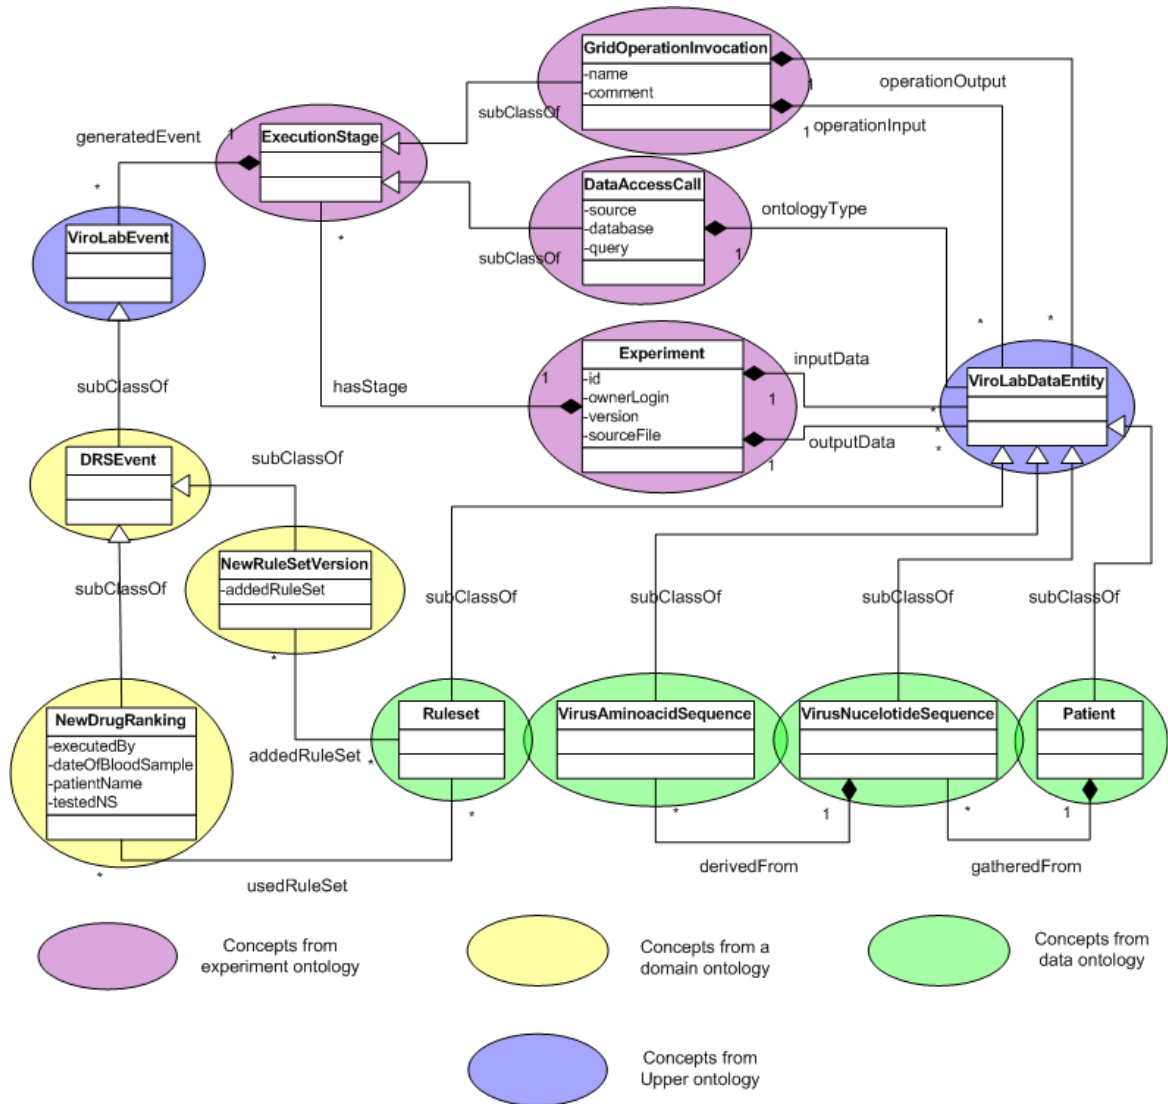 GridOperationInvocation
-name
-comment
1
operationOutput
subClassOf
1
operationInput
generatedEvent
1
ExecutionStage
*
*
DataAccessCall
-source
-database
-query
ontologyType
1
subClassOf
ViroLabEvent
*
*
subClassOf
hasStage
1
Experiment
-id
-ownerLogin
-version
-sourceFile
inputData
1
outputData
1
ViroLabDataEntity
*
*
*
DRSEvent
subClassOf
NewRuleSetVersion
-addedRuleSet
*
subClassOf
subClassOf
subClassOf
subClassOf
subClassOf
NewDrugRanking
-executedBy
-dateOfBloodSample
-patientName
-testedNS
*
addedRuleSet
*
Ruleset
*
VirusAminoacidSequence
*
VirusNucelotideSequence
1
*
Patient
1
usedRuleSet
derivedFrom
gatheredFrom
Concepts from
experiment ontology
Concepts from a
domain ontology
Concepts from
data ontology
Concepts from
Upper ontology